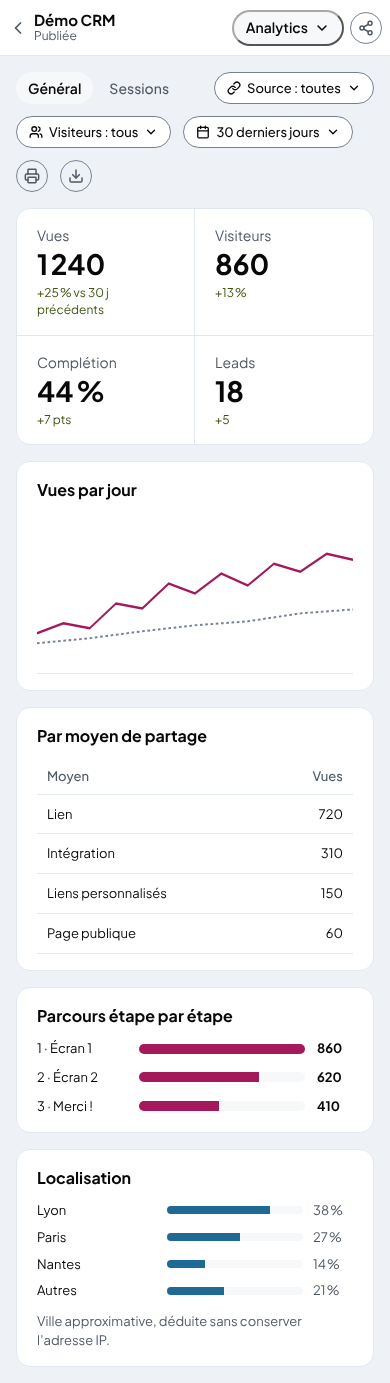 Démo CRM
Publiée
Analytics
Général
Sessions
Source : toutes
Visiteurs : tous
30 derniers jours
Vues
1240
+25 % vs 30 j
précédents
Visiteurs
860
+13 %
Complétion
44 %
+7 pts
Leads
18
+5
Vues par jour
Par moyen de partage
Moyen Vues
Lien 720
Intégration 310
Liens personnalisés 150
Page publique 60
Parcours étape par étape
1 · Écran 1 860
2 · Écran 2 620
3 · Merci ! 410
Localisation
Lyon 38 %
Paris 27 %
Nantes 14 %
Autres 21 %
Ville approximative, déduite sans conserver
l’adresse IP.